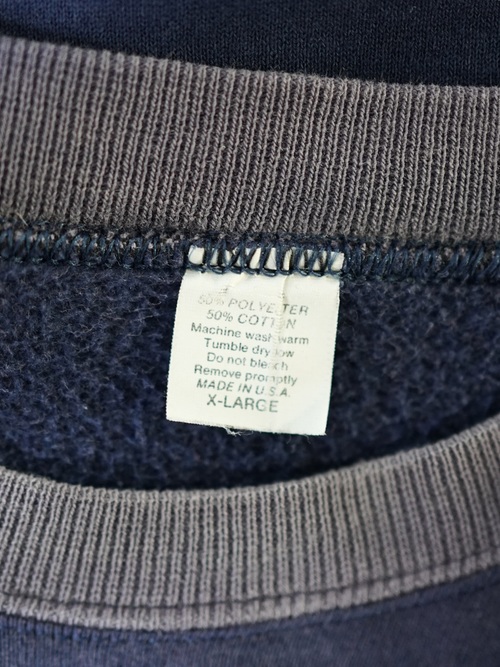 50% POLYESTER
50% COTTON
Machine wash warm
Tumble dry low
Do not bleach
Remove promptly
MADE IN U.S.A.
X-LARGE